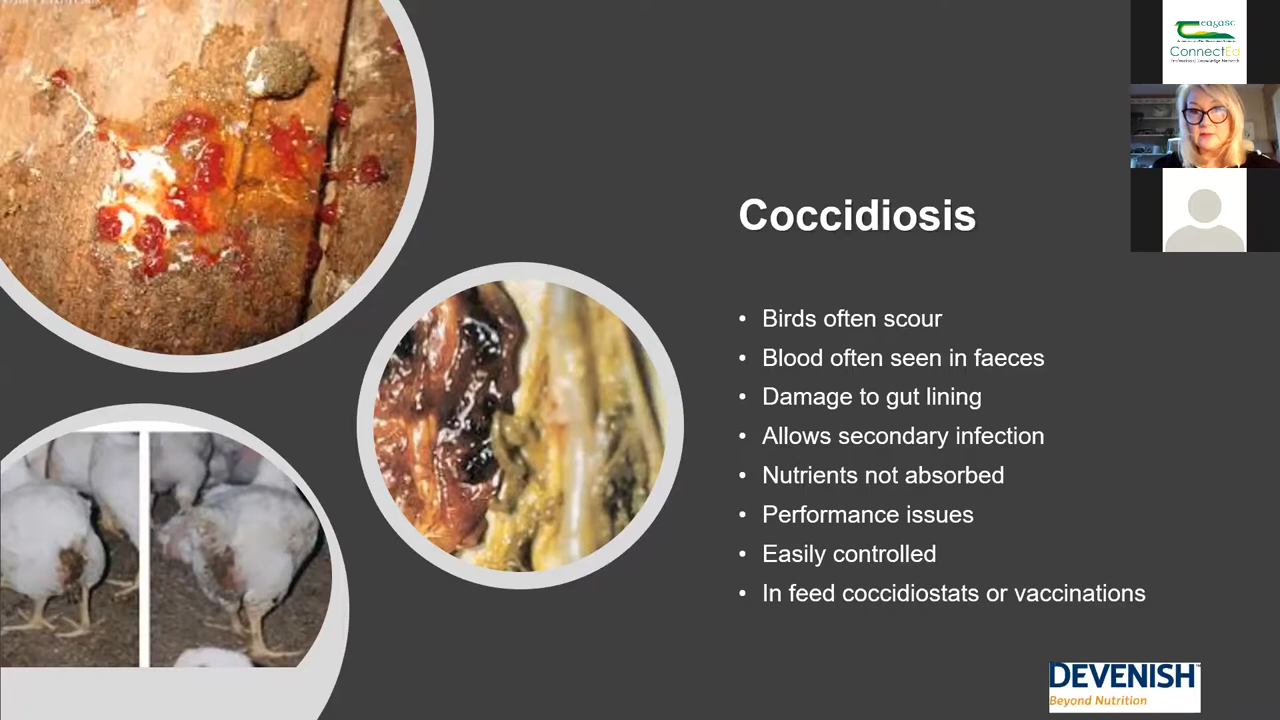 Coccidiosis
• Birds often scour
• Blood often seen in faeces
• Damage to gut lining
• Allows secondary infection
• Nutrients not absorbed
• Performance issues
• Easily controlled
• In feed coccidiostats or vaccinations
DEVENISH
Beyond Nutrition
eagasc
ConnectEd